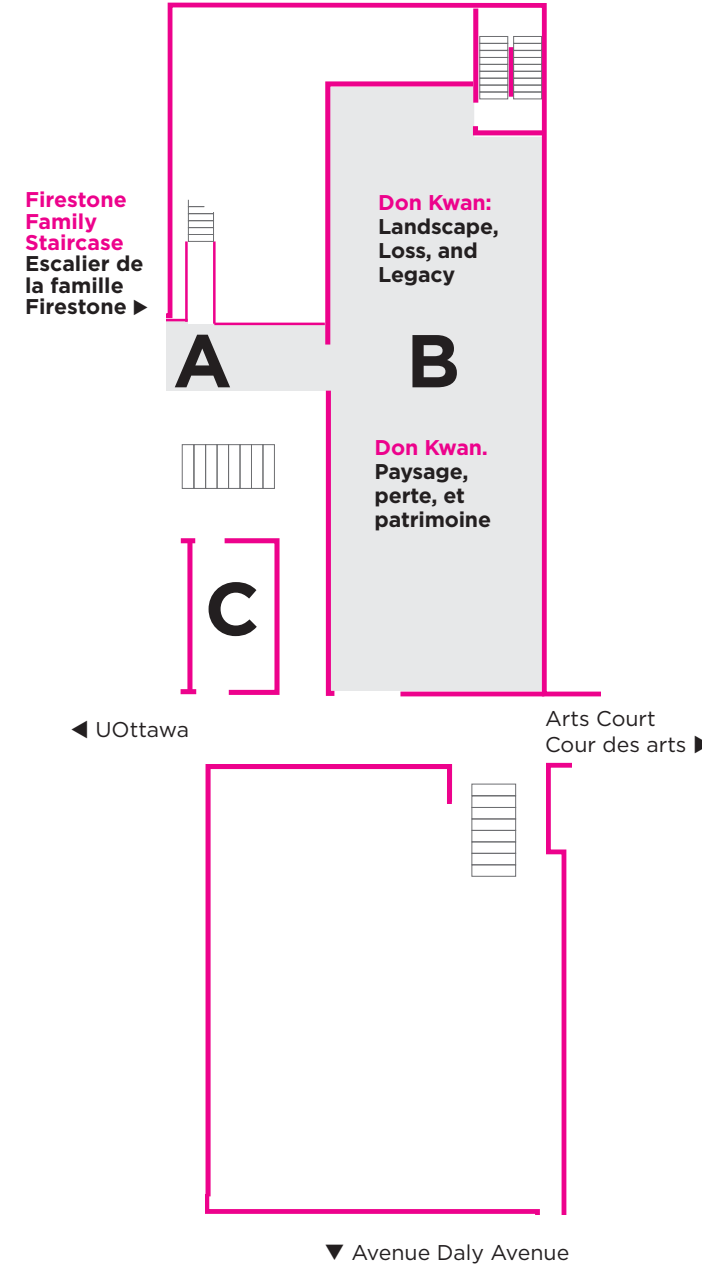 Firestone
Family
Staircase
Escalier de
la famille
Firestone ▶
Don Kwan:
Landscape,
Loss, and
Legacy
A
B
Don Kwan.
Paysage,
perte, et
patrimoine
C
◀ UOttawa
Arts Court
Cour des arts ▶
▼ Avenue Daly Avenue